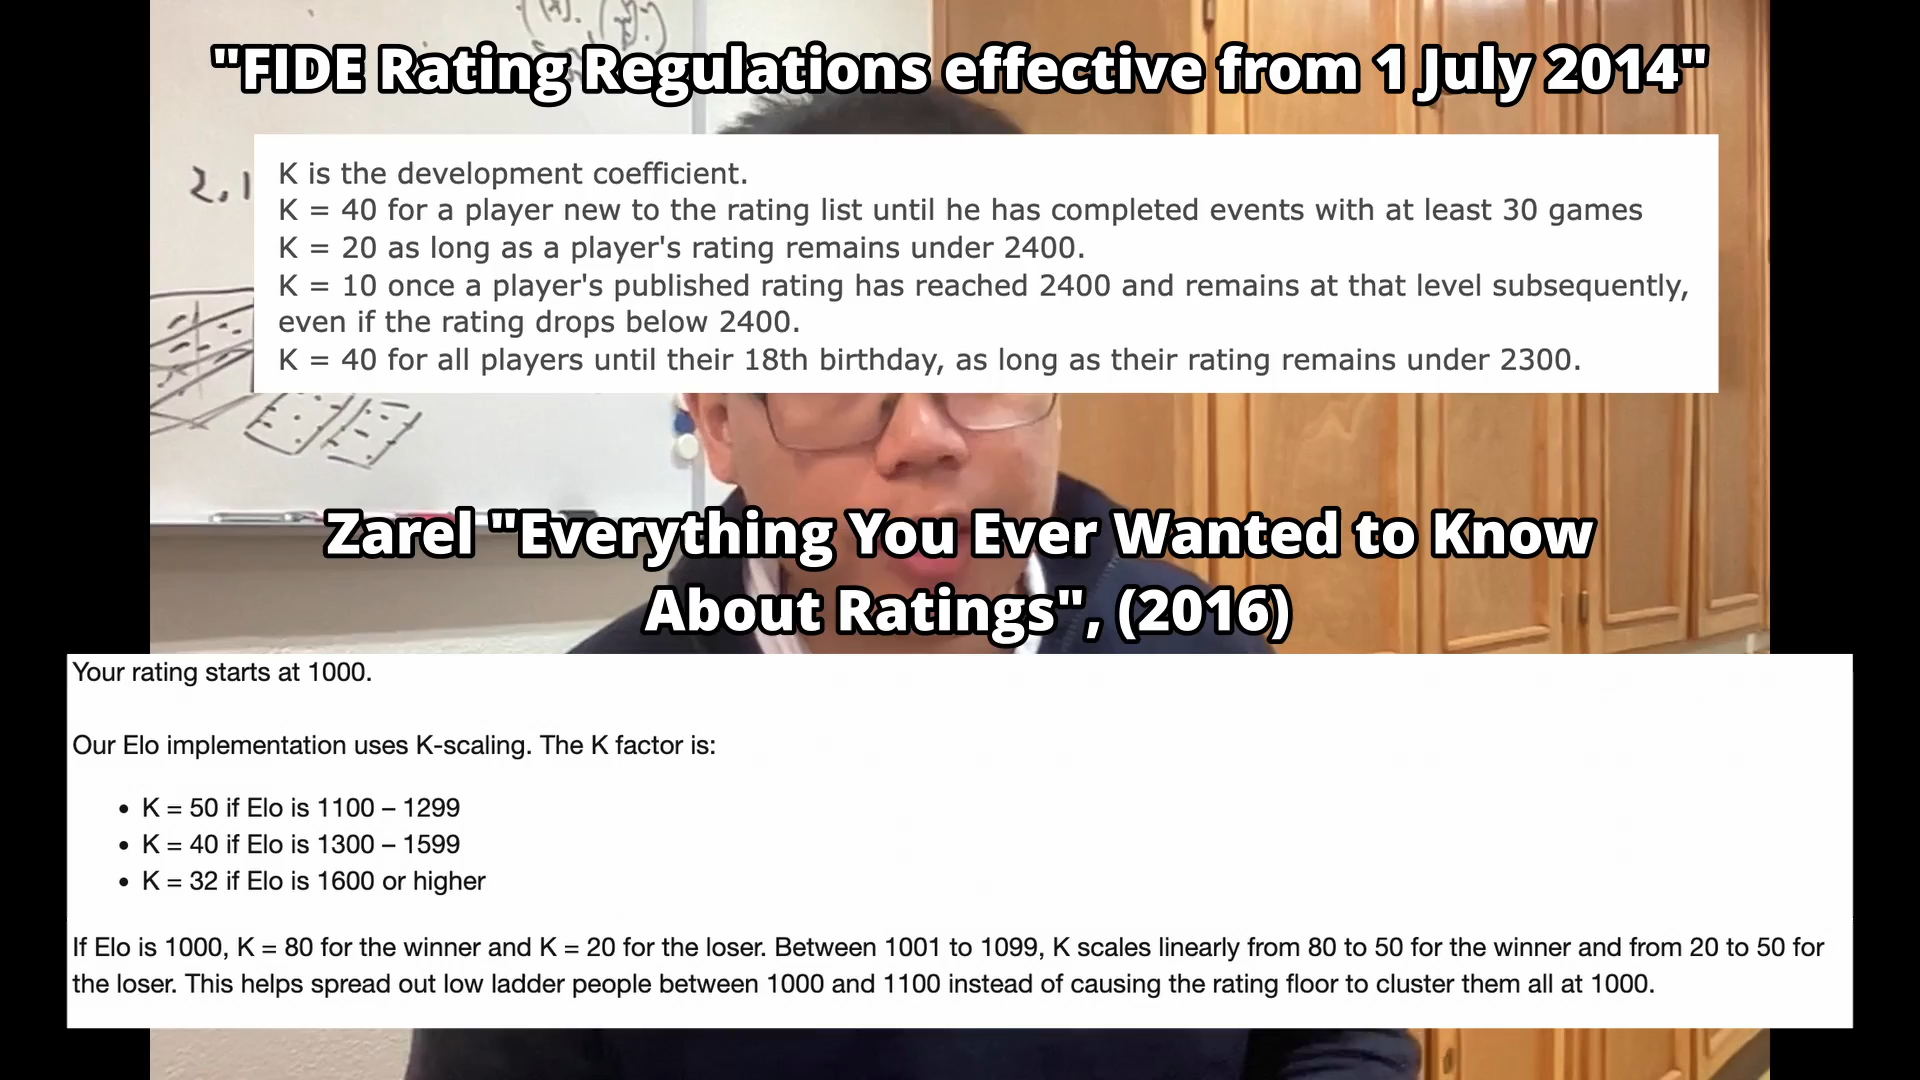 "FIDE Rating Regulations effective from 1 July 2014"
K is the development coefficient.
K = 40 for a player new to the rating list until he has completed events with at least 30 games
K = 20 as long as a player's rating remains under 2400.
K = 10 once a player's published rating has reached 2400 and remains at that level subsequently,
even if the rating drops below 2400.
K = 40 for all players until their 18th birthday, as long as their rating remains under 2300.
2.1
Zarel "Everything You Ever Wanted to Know
About Ratings", (2016)
Your rating starts at 1000.
Our Elo implementation uses K-scaling. The K factor is:
• K = 50 if Elo is 1100 – 1299
• K = 40 if Elo is 1300 – 1599
• K = 32 if Elo is 1600 or higher
If Elo is 1000, K = 80 for the winner and K = 20 for the loser. Between 1001 to 1099, K scales linearly from 80 to 50 for the winner and from 20 to 50 for
the loser. This helps spread out low ladder people between 1000 and 1100 instead of causing the rating floor to cluster them all at 1000.